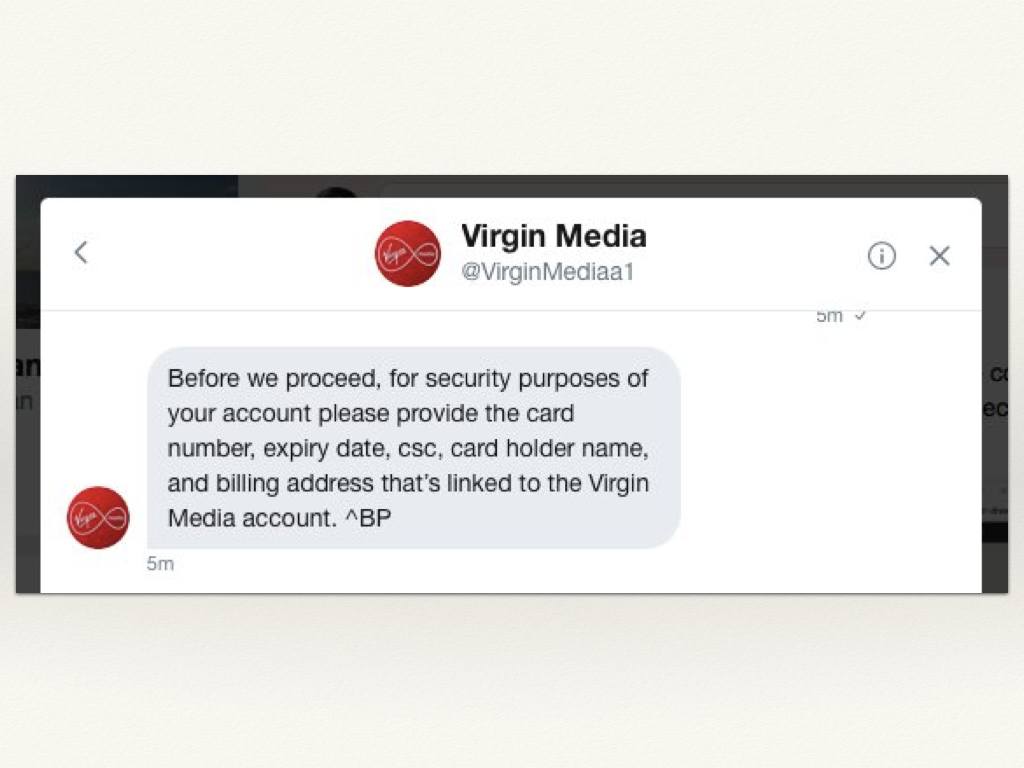 Virgin Media
@VirginMediaa1
5m
Before we proceed, for security purposes of
your account please provide the card
number, expiry date, csc, card holder name,
and billing address that’s linked to the Virgin
Media account. ^BP
5m